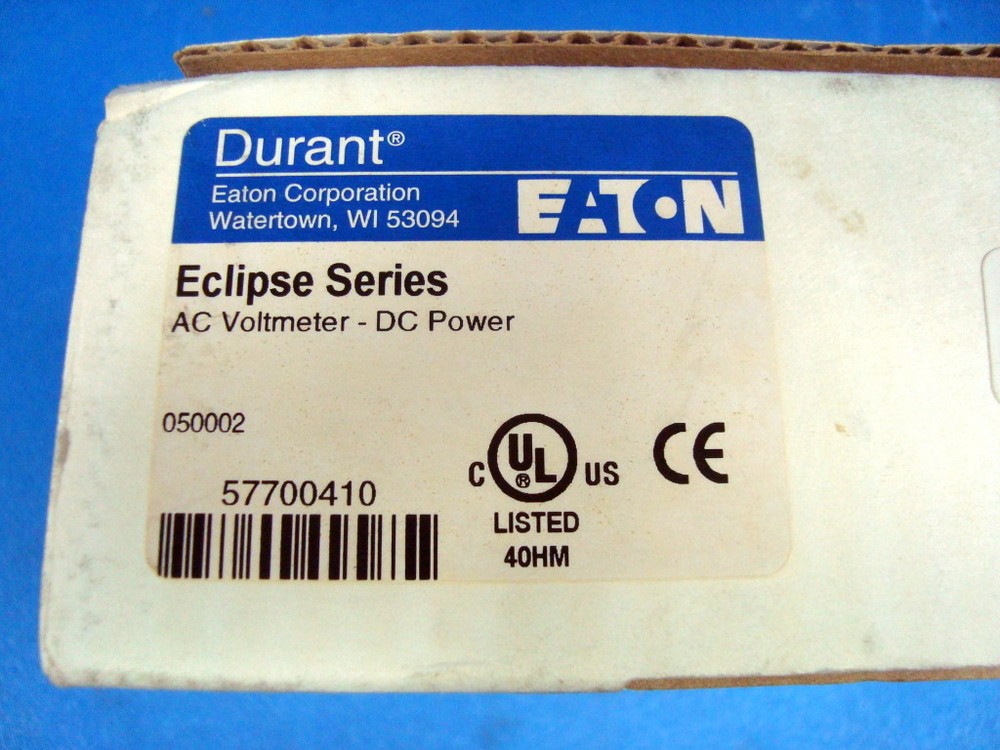 Durant®
Eaton Corporation
Watertown, WI 53094
EATON
Eclipse Series
AC Voltmeter - DC Power
050002
57700410
C UL® US
CE
LISTED
40HM